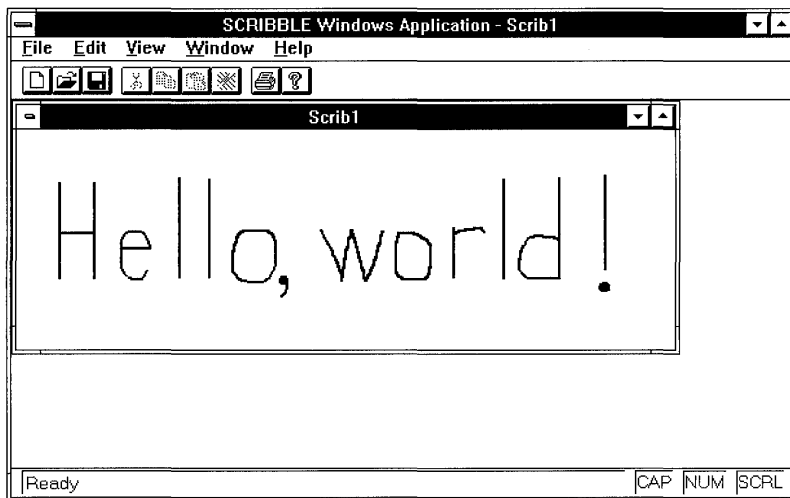 SCRIBBLE Windows Application - Scrib1
File Edit View Window Help
Scrib1
Hello, world!
Ready CAP NUM SCRL